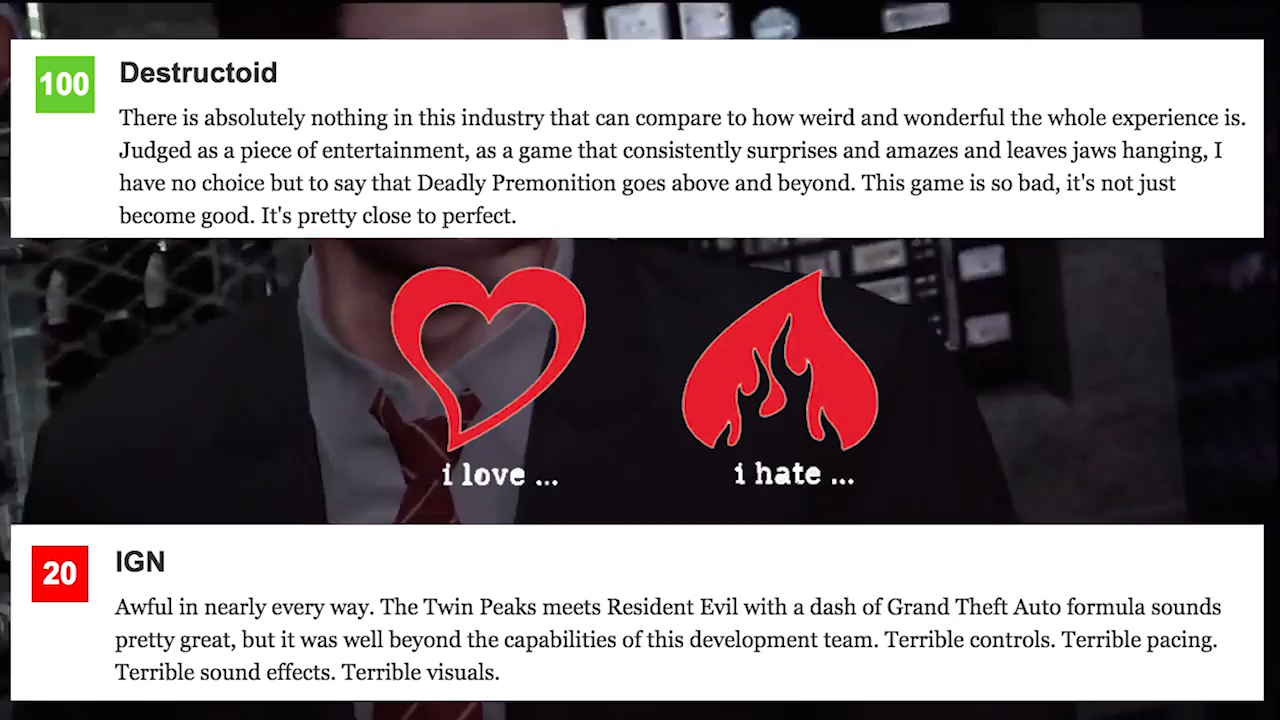 100 Destructoid
There is absolutely nothing in this industry that can compare to how weird and wonderful the whole experience is.
Judged as a piece of entertainment, as a game that consistently surprises and amazes and leaves jaws hanging, I
have no choice but to say that Deadly Premonition goes above and beyond. This game is so bad, it's not just
become good. It's pretty close to perfect.
i love ... i hate ...
20 IGN
Awful in nearly every way. The Twin Peaks meets Resident Evil with a dash of Grand Theft Auto formula sounds
pretty great, but it was well beyond the capabilities of this development team. Terrible controls. Terrible pacing.
Terrible sound effects. Terrible visuals.